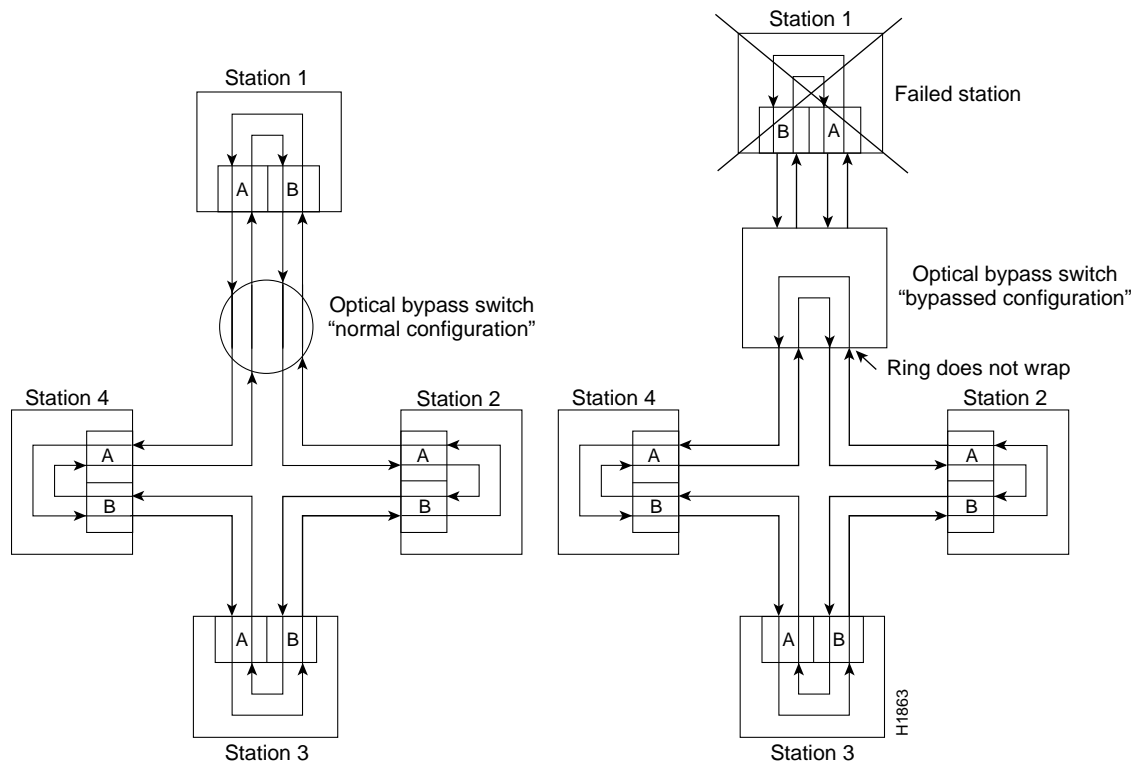 Station 1
A B
Optical bypass switch
“normal configuration”
Station 4
A
B
Station 2
A
B
A B
Station 3
Station 1
Failed station
B A
Optical bypass switch
“bypassed configuration”
Ring does not wrap
Station 4
A
B
Station 2
A
B
A B
Station 3
H1863